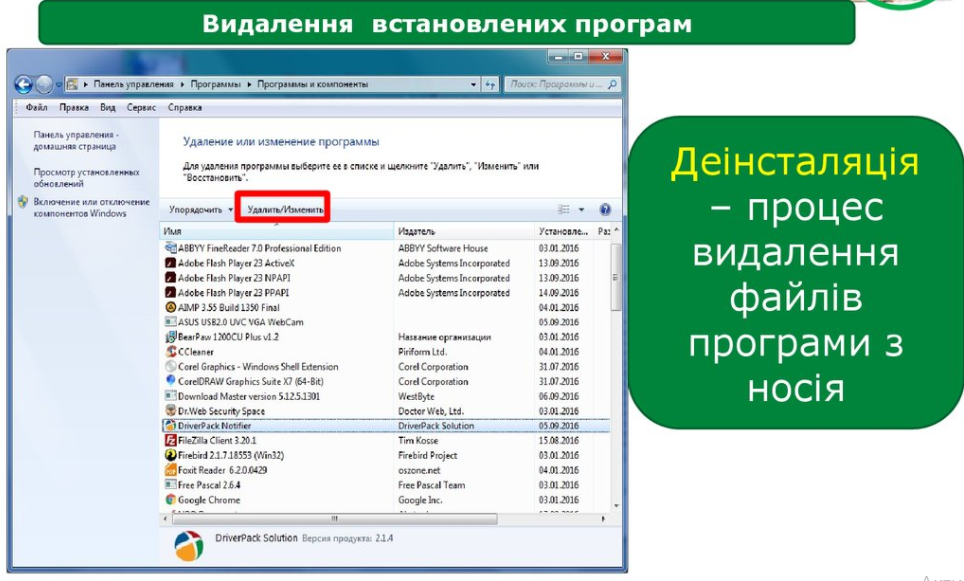 Видалення встановлених програм
Панель управления ▸ Программы ▸ Программы и компоненты
Поиск: Программы и ...
Файл Правка Вид Сервис Справка
Панель управления -
домашняя страница
Просмотр установленных
обновлений
Включение или отключение
компонентов Windows
Удаление или изменение программы
Для удаления программы выберите ее в списке и щелкните "Удалить", "Изменить" или
"Восстановить".
Упорядочить Удалить/Изменить
Имя Издатель Установле... Раз
ABBYY FineReader 7.0 Professional Edition ABBYY Software House 03.01.2016
Adobe Flash Player 23 ActiveX Adobe Systems Incorporated 13.09.2016
Adobe Flash Player 23 NPAPI Adobe Systems Incorporated 13.09.2016
Adobe Flash Player 23 PPAPI Adobe Systems Incorporated 14.09.2016
AIMP 3.55 Build 1350 Final 04.01.2016
ASUS USB2.0 UVC VGA WebCam 05.09.2016
BearPaw 1200CU Plus v1.2 Название организации 03.01.2016
CCleaner Piriform Ltd. 04.01.2016
Corel Graphics - Windows Shell Extension Corel Corporation 31.07.2016
CorelDRAW Graphics Suite X7 (64-Bit) Corel Corporation 31.07.2016
Download Master version 5.12.5.1301 WestByte 06.09.2016
Dr.Web Security Space Doctor Web, Ltd. 03.01.2016
DriverPack Notifier DriverPack Solution 05.09.2016
FileZilla Client 3.20.1 Tim Kosse 15.08.2016
Firebird 2.1.7.18553 (Win32) Firebird Project 03.01.2016
Foxit Reader 6.2.0.0429 oszone.net 04.01.2016
Free Pascal 2.6.4 Free Pascal Team 03.01.2016
Google Chrome Google Inc. 03.01.2016
DriverPack Solution Версия продукта: 2.1.4
Деінсталяція
– процес
видалення
файлів
програми з
носія